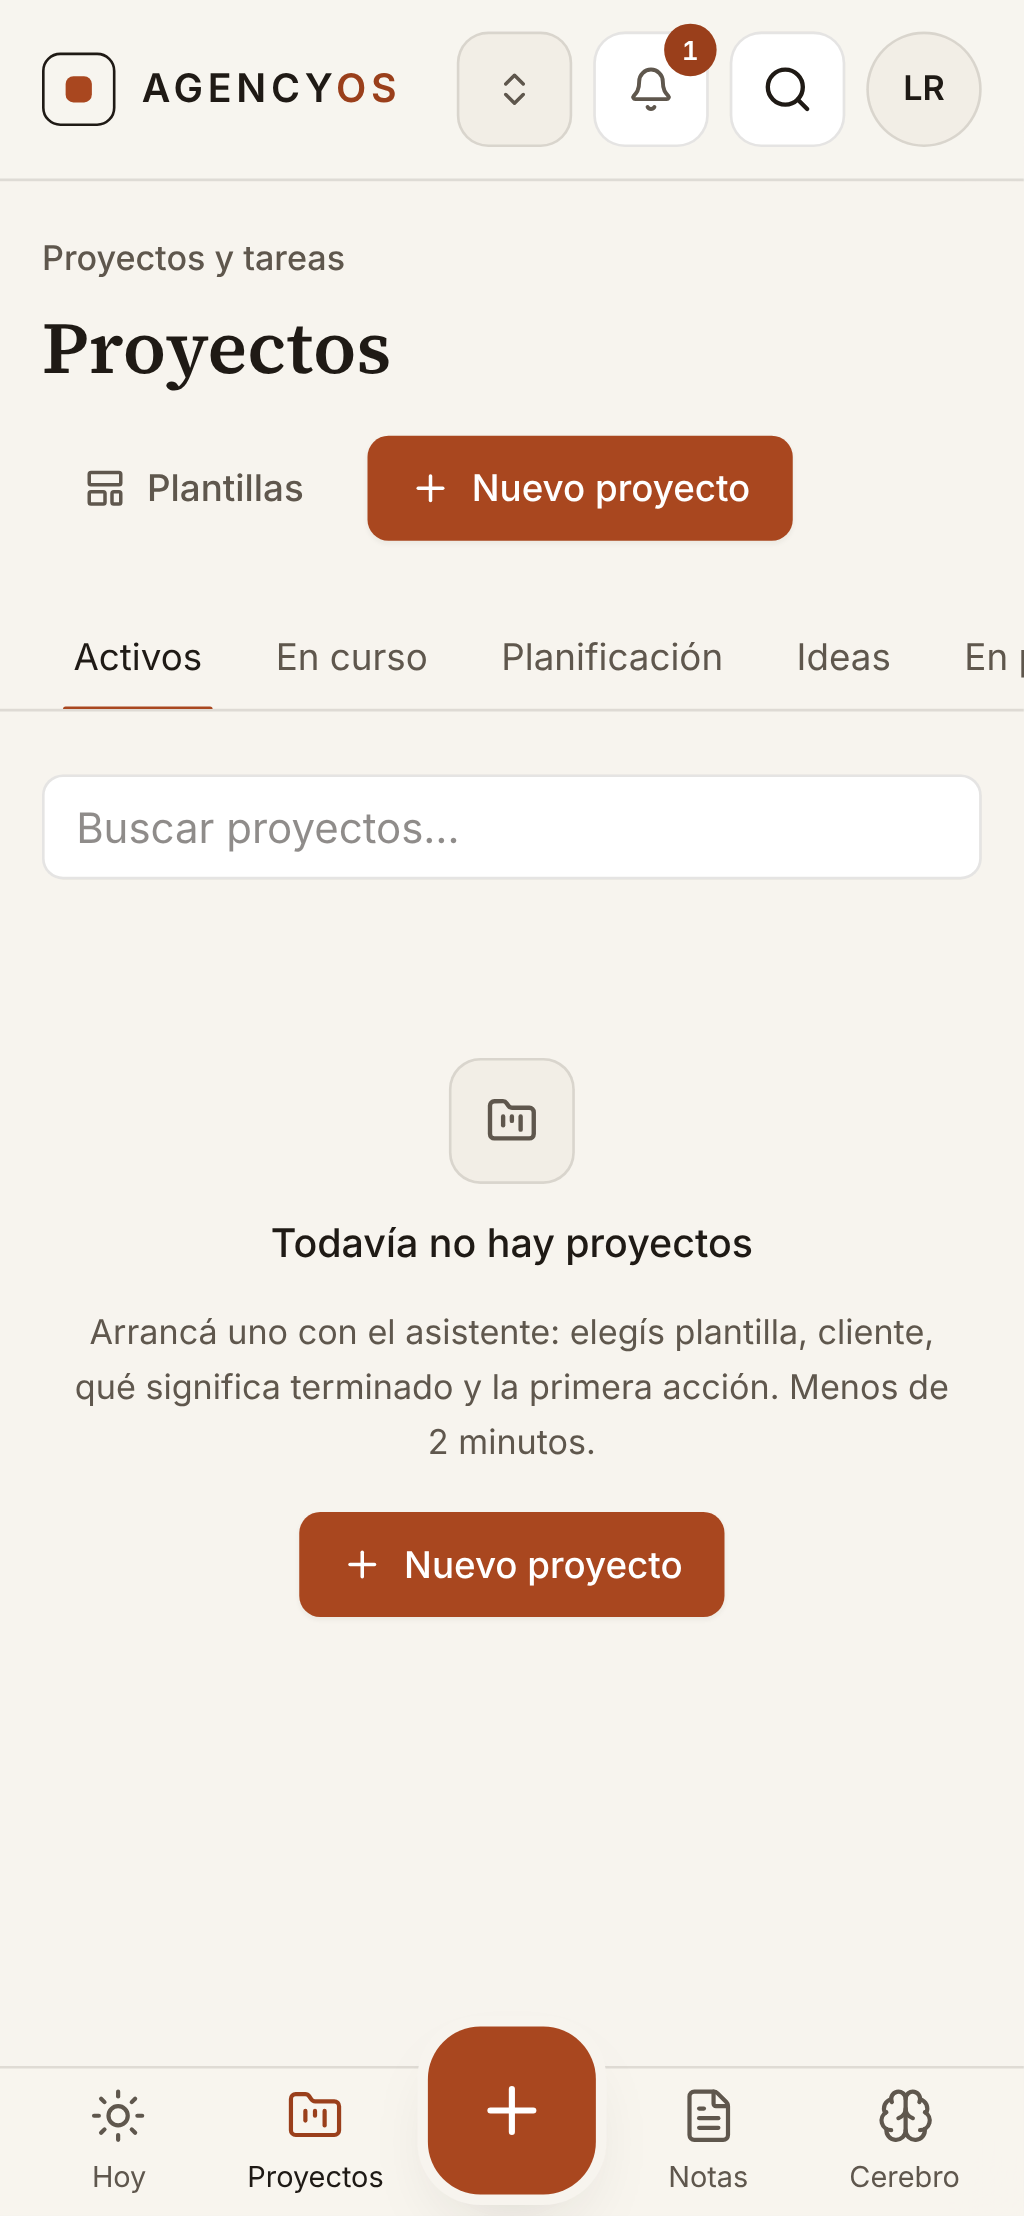 AGENCYOS
1
LR
Proyectos y tareas
Proyectos
Plantillas
Nuevo proyecto
Activos
En curso
Planificación
Ideas
En
Buscar proyectos...
Todavía no hay proyectos
Arrancá uno con el asistente: elegís plantilla, cliente,
qué significa terminado y la primera acción. Menos de
2 minutos.
Nuevo proyecto
Hoy
Proyectos
Notas
Cerebro